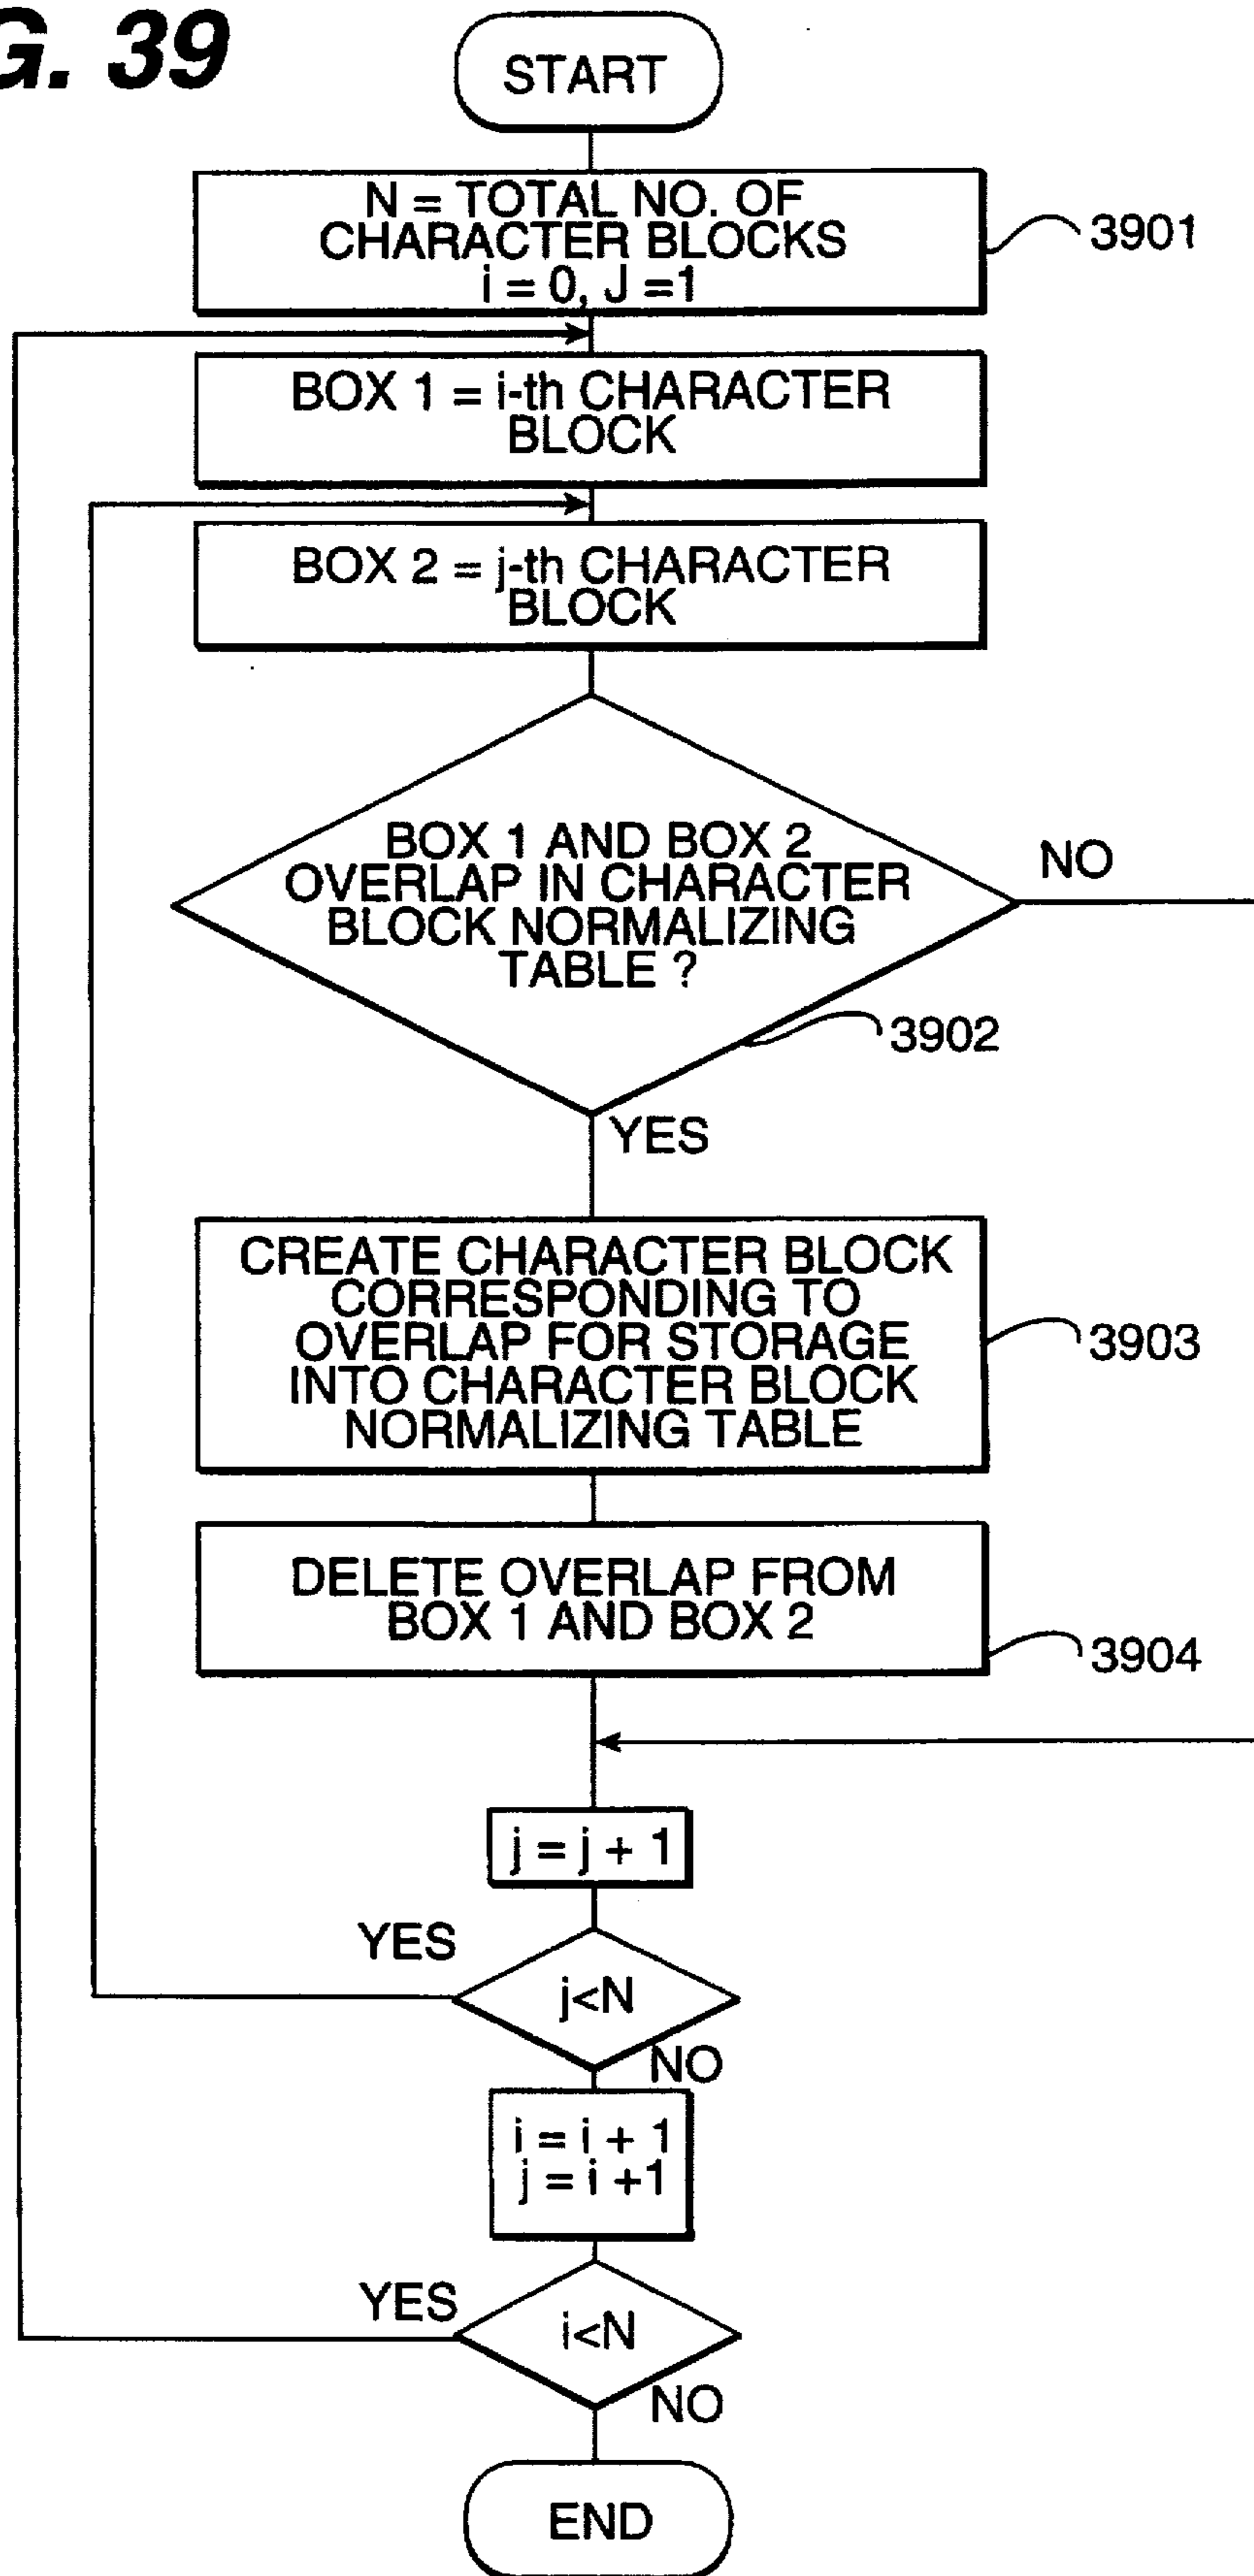 G. 39
START
N = TOTAL NO. OF
CHARACTER BLOCKS
i = 0, J =1
3901
BOX 1 = i-th CHARACTER
BLOCK
BOX 2 = j-th CHARACTER
BLOCK
BOX 1 AND BOX 2
OVERLAP IN CHARACTER
BLOCK NORMALIZING
TABLE ?
NO
3902
YES
CREATE CHARACTER BLOCK
CORRESPONDING TO
OVERLAP FOR STORAGE
INTO CHARACTER BLOCK
NORMALIZING TABLE
3903
DELETE OVERLAP FROM
BOX 1 AND BOX 2
3904
j = j + 1
YES
j<N
NO
i = i + 1
j = i +1
YES
i<N
NO
END